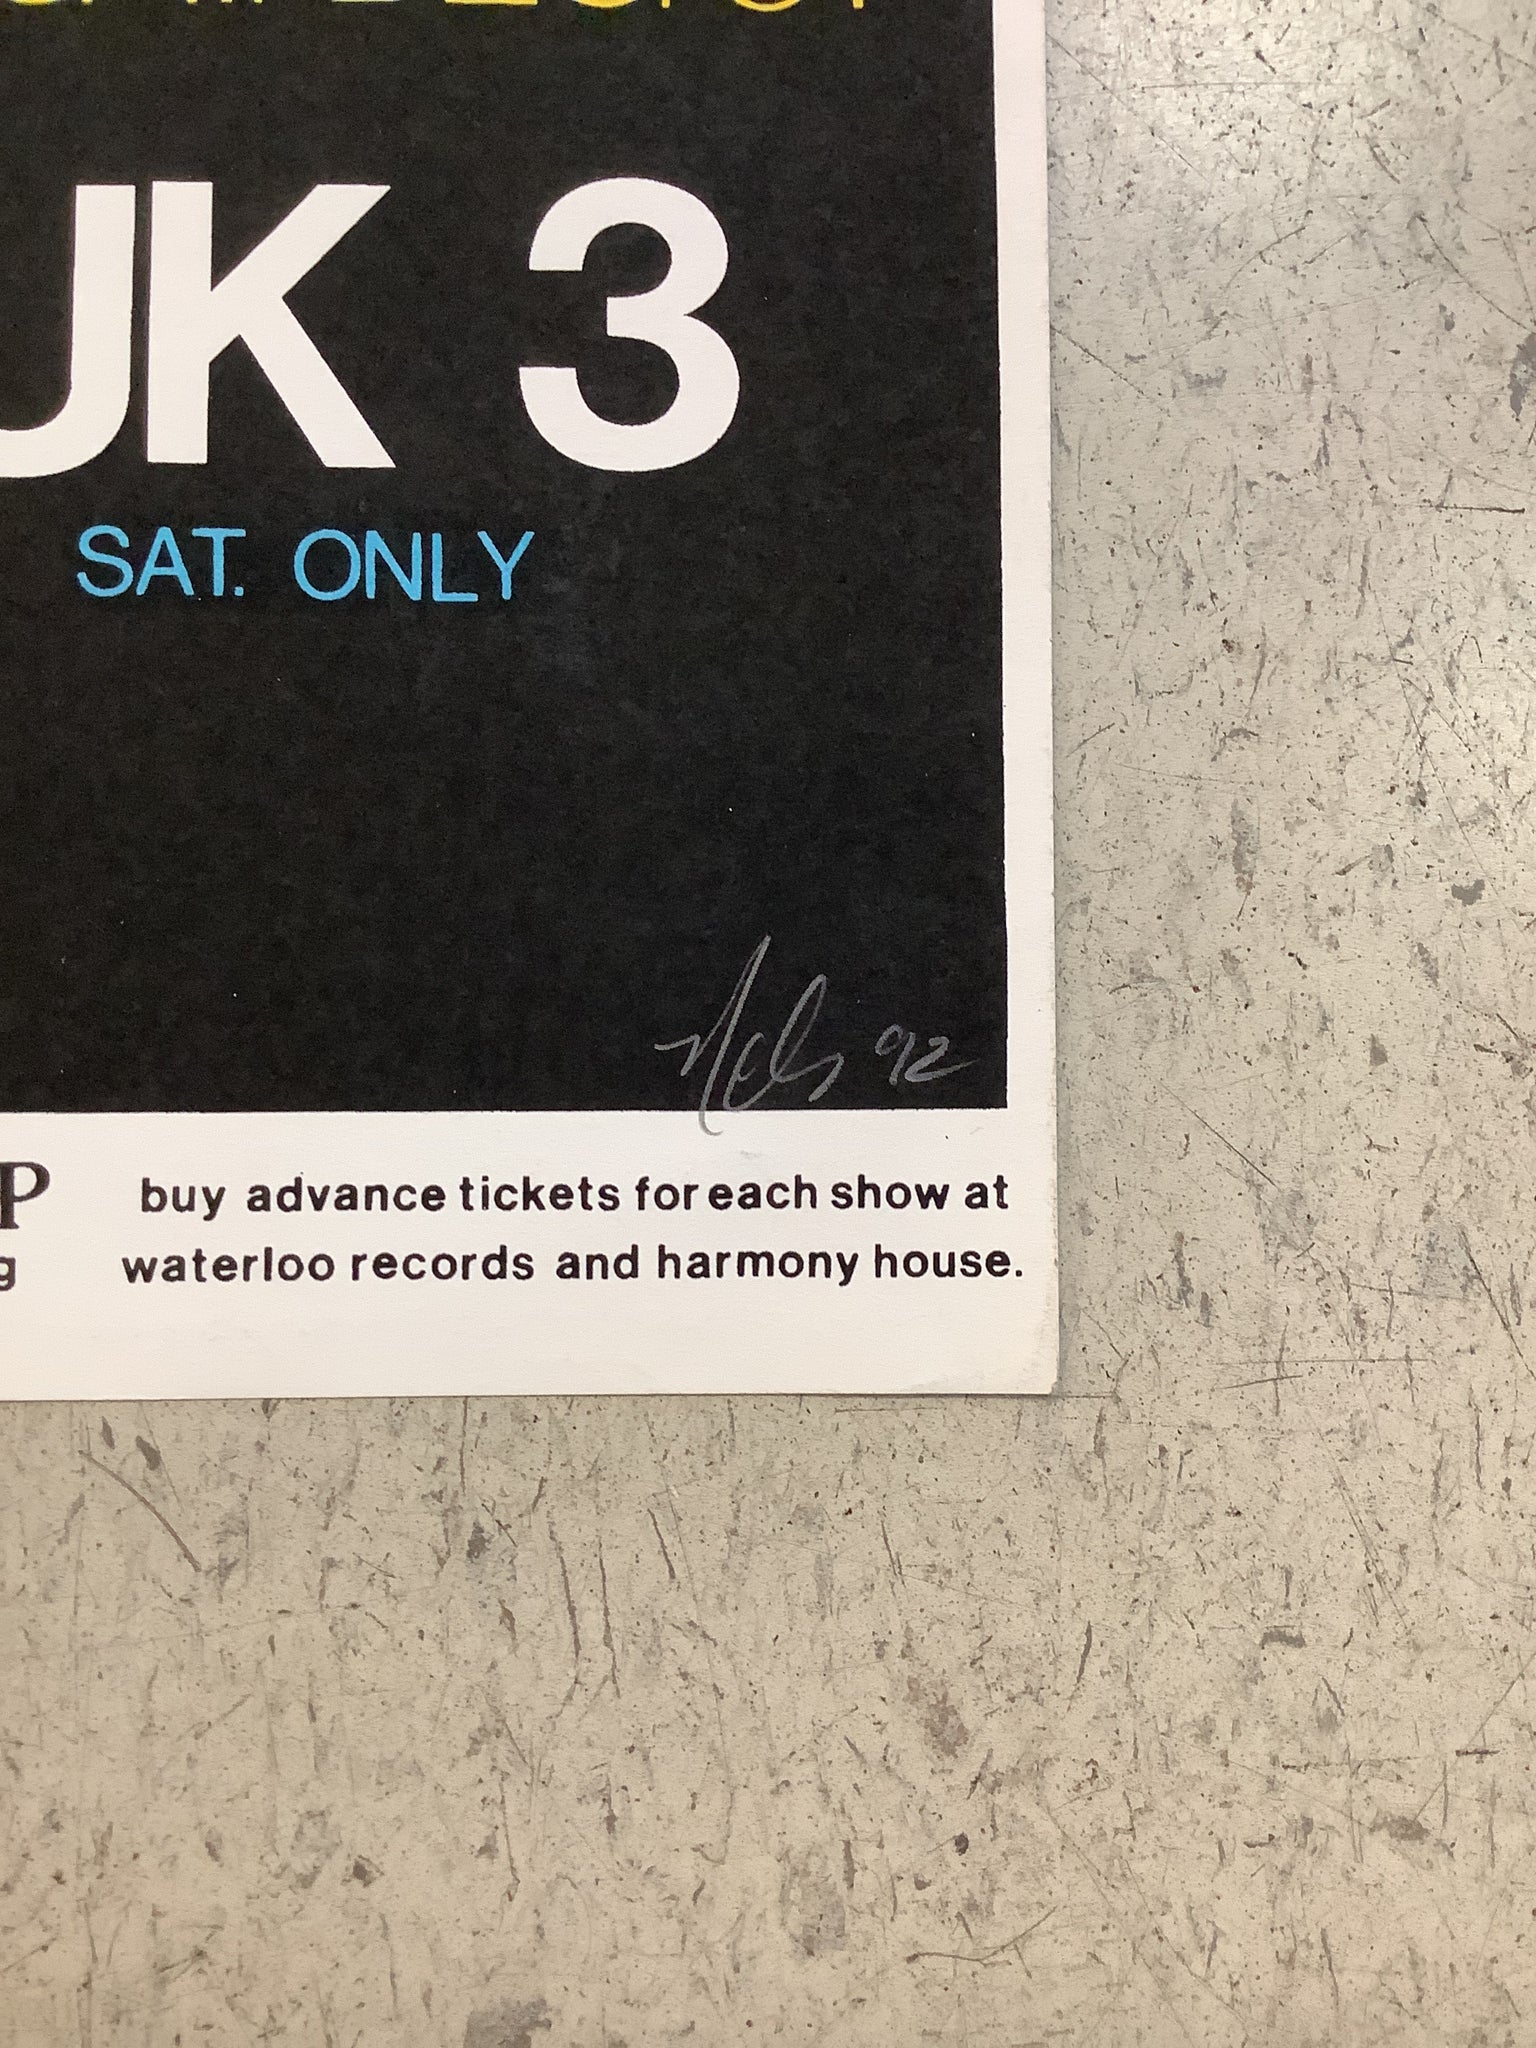 UK 3
SAT. ONLY
92
P
buy advance tickets for each show at
g
waterloo records and harmony house.